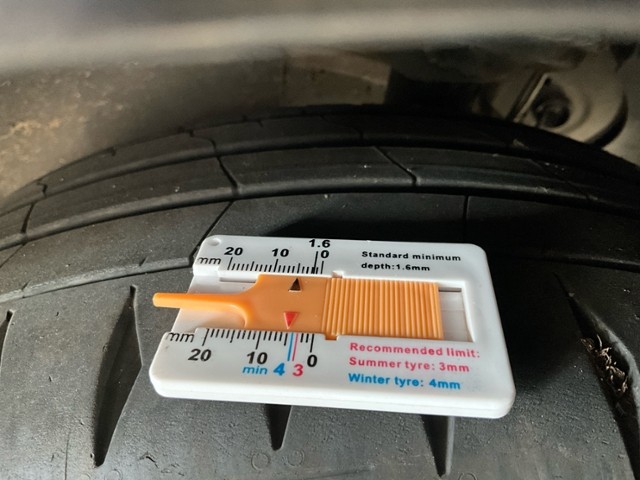 1.6
mm 20 10 0
Standard minimum
depth:1.6mm
mm 20 10 0
min 4 3
Recommended limit:
Summer tyre: 3mm
Winter tyre: 4mm